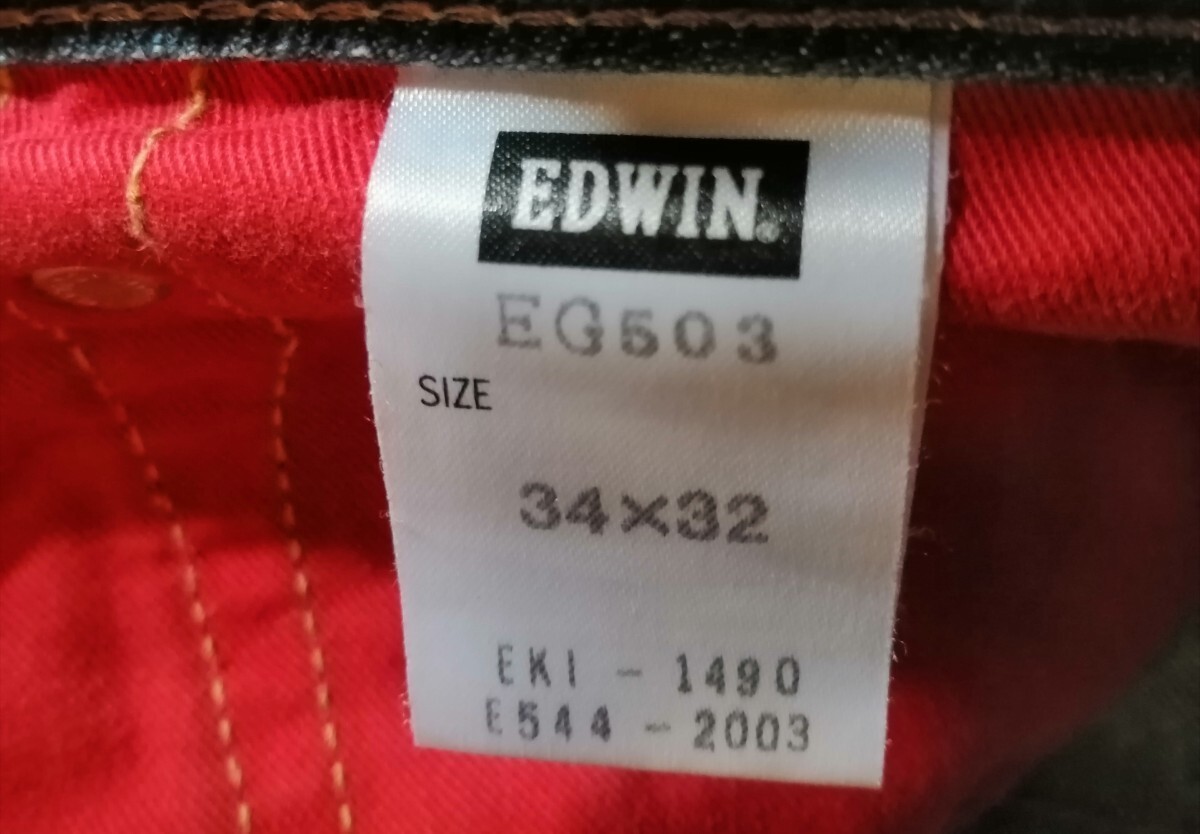 EDWIN®
EG503
SIZE
34×32
EKI - 1490
E544 - 2003